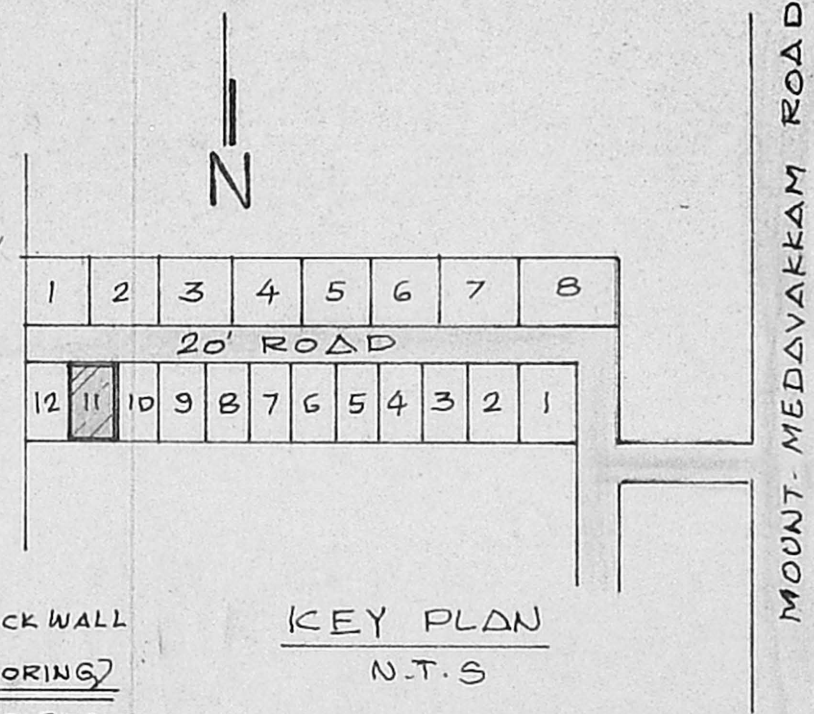 N
1 2 3 4 5 6 7 8
20' ROAD
12 11 10 9 8 7 6 5 4 3 2 1
MOUNT-MEDAVAKKAM ROAD
CK WALL
ORING)
KEY PLAN
N.T.S